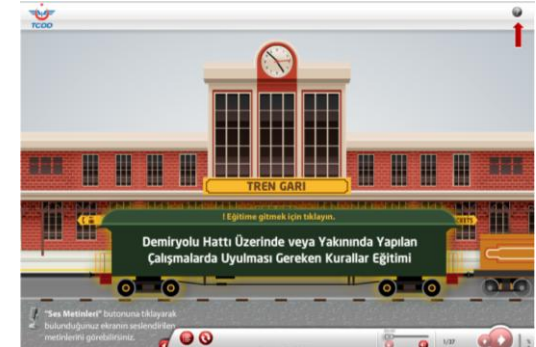 TCDD
TREN GARI
! Eğitime gitmek için tıklayın.
Demiryolu Hattı Üzerinde veya Yakınında Yapılan
Çalışmalarda Uyulması Gereken Kurallar Eğitimi
"Ses Metinleri" butonuna tıklayarak
bulunduğunuz ekranın seslendirilen
metinlerini görebilirsiniz.
1/37